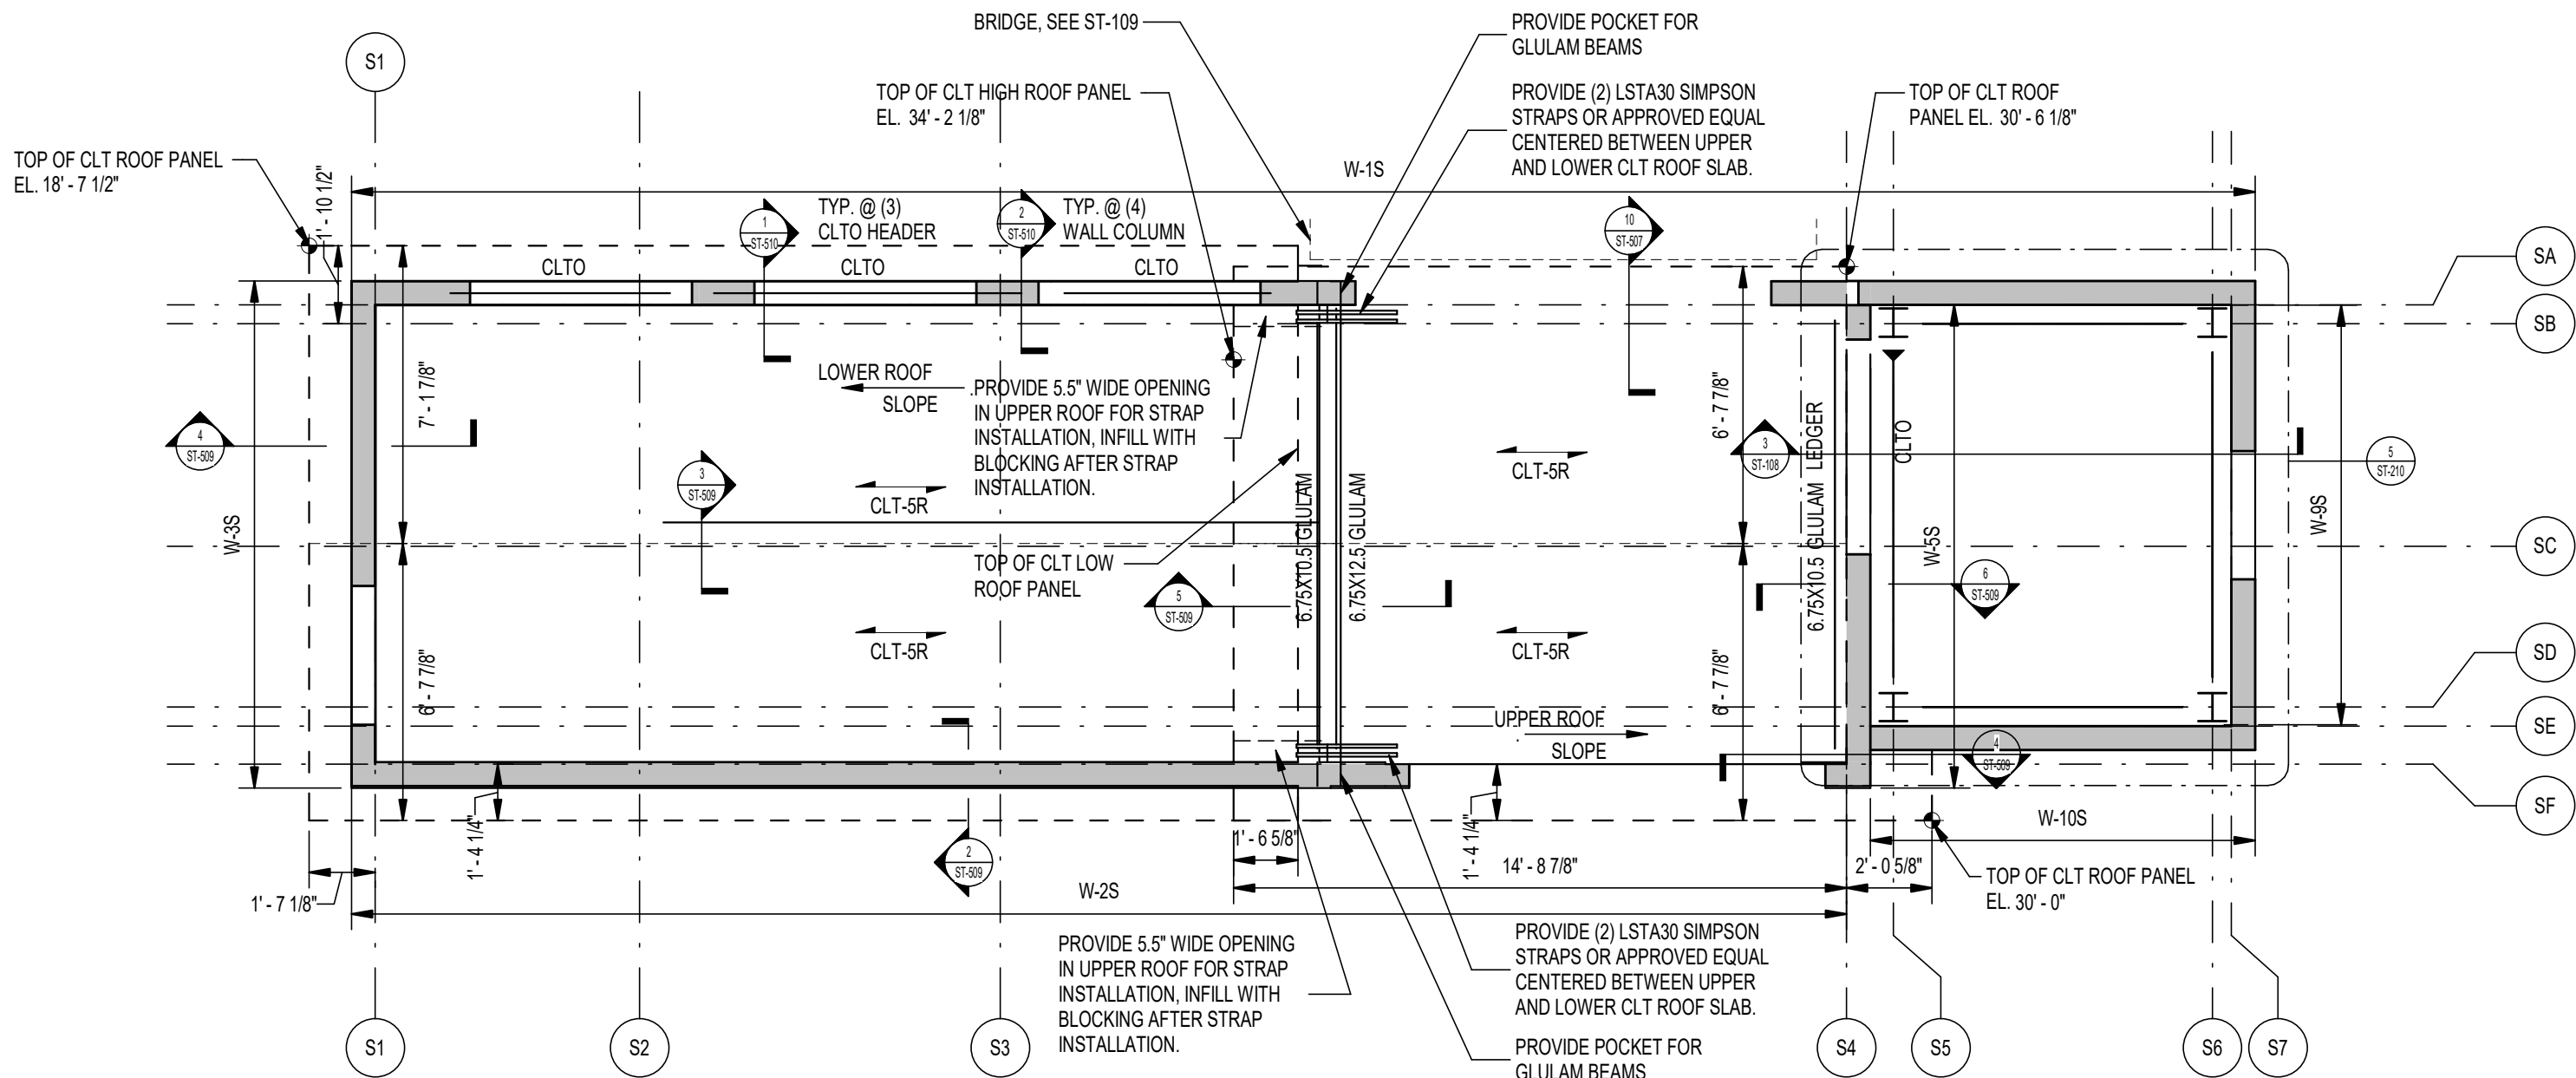 BRIDGE, SEE ST-109
PROVIDE POCKET FOR
GLULAM BEAMS
S1
TOP OF CLT HIGH ROOF PANEL
EL. 34' - 2 1/8"
PROVIDE (2) LSTA30 SIMPSON
STRAPS OR APPROVED EQUAL
CENTERED BETWEEN UPPER
AND LOWER CLT ROOF SLAB.
TOP OF CLT ROOF
PANEL EL. 30' - 6 1/8"
TOP OF CLT ROOF PANEL
EL. 18' - 7 1/2"
1' - 10 1/2"
W-1S
1
ST-510
TYP. @ (3)
CLTO HEADER
2
ST-510
TYP. @ (4)
WALL COLUMN
10
ST-507
CLTO
CLTO
CLTO
SA
SB
SC
SD
SE
SF
LOWER ROOF
SLOPE
PROVIDE 5.5" WIDE OPENING
IN UPPER ROOF FOR STRAP
INSTALLATION, INFILL WITH
BLOCKING AFTER STRAP
INSTALLATION.
7' - 1 7/8"
6' - 7 7/8"
4
ST-509
3
ST-509
CLT-5R
CLT-5R
3
ST-108
CLTO
5
ST-210
W-3S
TOP OF CLT LOW
ROOF PANEL
6.75X10.5 GLULAM
6.75X12.5 GLULAM
6.75X10.5 GLULAM LEDGER
W-5S
W-9S
5
ST-509
6
ST-509
CLT-5R
CLT-5R
6' - 7 7/8"
6' - 7 7/8"
UPPER ROOF
SLOPE
4
ST-509
1' - 4 1/4"
1' - 6 5/8"
1' - 4 1/4"
W-10S
2
ST-509
14' - 8 7/8"
2' - 0 5/8"
1' - 7 1/8"
W-2S
TOP OF CLT ROOF PANEL
EL. 30' - 0"
PROVIDE 5.5" WIDE OPENING
IN UPPER ROOF FOR STRAP
INSTALLATION, INFILL WITH
BLOCKING AFTER STRAP
INSTALLATION.
PROVIDE (2) LSTA30 SIMPSON
STRAPS OR APPROVED EQUAL
CENTERED BETWEEN UPPER
AND LOWER CLT ROOF SLAB.
PROVIDE POCKET FOR
GLULAM BEAMS
S1
S2
S3
S4
S5
S6
S7